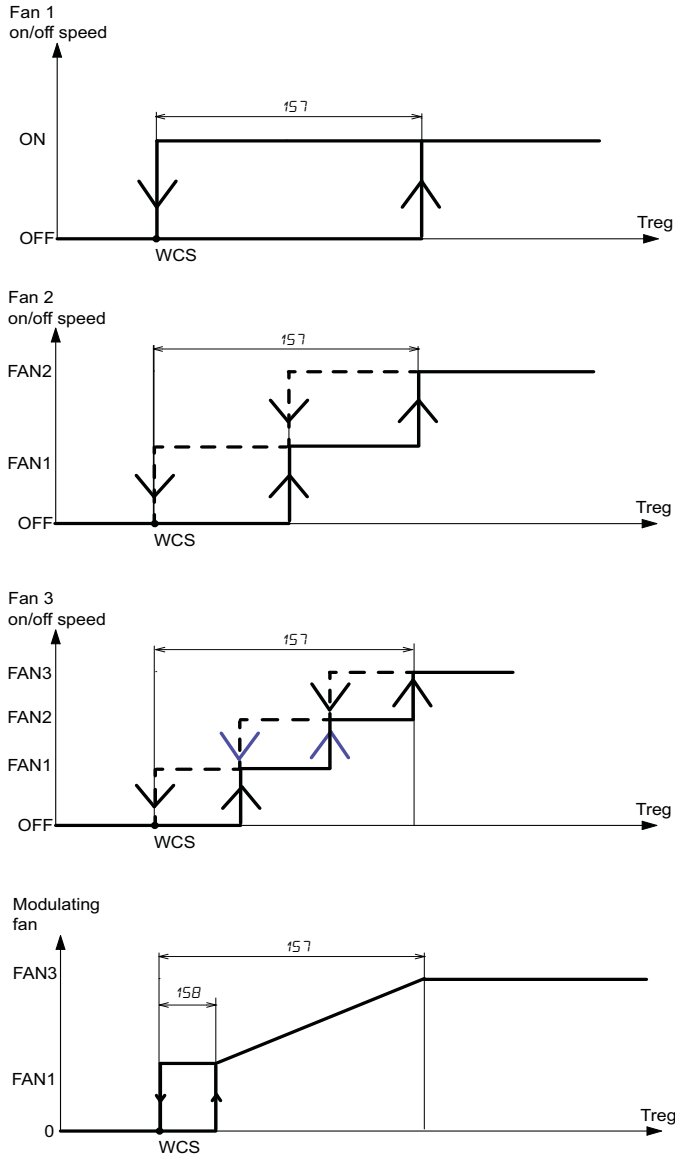 Fan 1
on/off speed
157
ON
OFF
Treg
WCS
Fan 2
on/off speed
157
FAN2
FAN1
OFF
Treg
WCS
Fan 3
on/off speed
157
FAN3
FAN2
FAN1
OFF
Treg
WCS
Modulating
fan
157
FAN3
158
FAN1
Treg
0
WCS